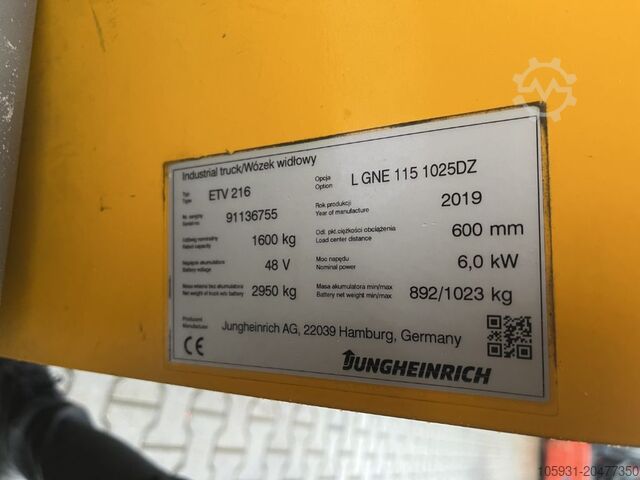 Industrial truck/Wózek widłowy
Typ
Type
ETV 216
Opcja
Option
L GNE 115 1025DZ
Nr. seryjny
Serial no.
91136755
Rok produkcji
Year of manufacture
2019
Udźwig nominalny
Rated capacity
1600 kg
Odl. pkt.ciężkości obciążenia
Load center distance
600 mm
Napięcie akumulatora
Battery voltage
48 V
Moc napędu
Nominal power
6,0 kW
Masa własna bez akumulatora
Net weight of truck w/o battery
2950 kg
Masa akumulatora min/max
Battery net weight min/max
892/1023 kg
Producent
Manufacturer
Jungheinrich AG, 22039 Hamburg, Germany
CE
JUNGHEINRICH
105931-20477350